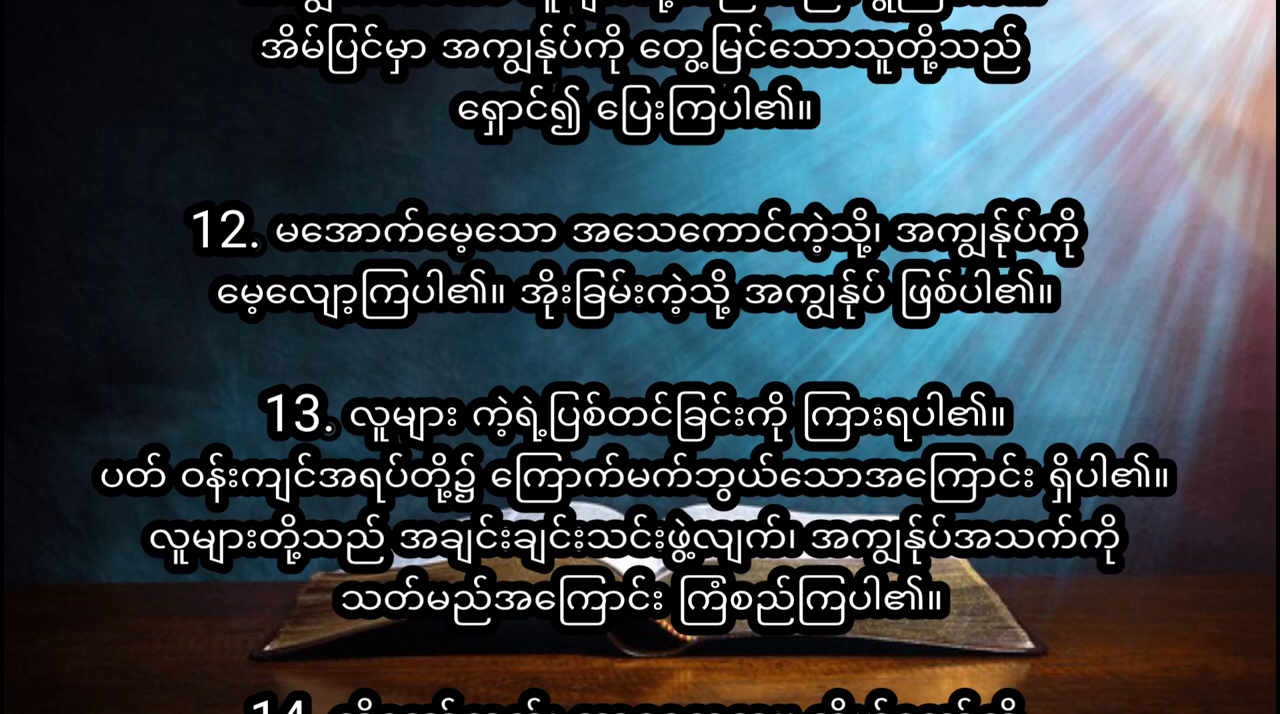 အိမ်ပြင်မှာ အကျွန်ုပ်ကို တွေ့မြင်သောသူတို့သည်
ရှောင်၍ ပြေးကြပါ၏။
12. မအောက်မေ့သော အသေကောင်ကဲ့သို့၊ အကျွန်ုပ်ကို
မေ့လျော့ကြပါ၏။ အိုးခြမ်းကဲ့သို့ အကျွန်ုပ် ဖြစ်ပါ၏။
13. လူများ ကဲ့ရဲ့ပြစ်တင်ခြင်းကို ကြားရပါ၏။
ပတ် ဝန်းကျင်အရပ်တို့၌ ကြောက်မက်ဘွယ်သောအကြောင်း ရှိပါ၏။
လူများတို့သည် အချင်းချင်းသင်းဖွဲ့လျက်၊ အကျွန်ုပ်အသက်ကို
သတ်မည်အကြောင်း ကြံစည်ကြပါ၏။
14.